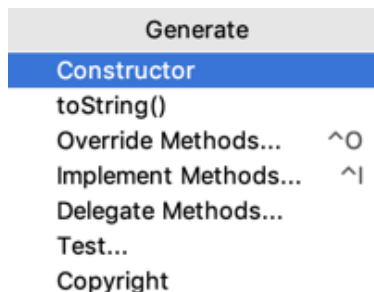 Generate
Constructor
toString()
Override Methods... ^O
Implement Methods... ^I
Delegate Methods...
Test...
Copyright